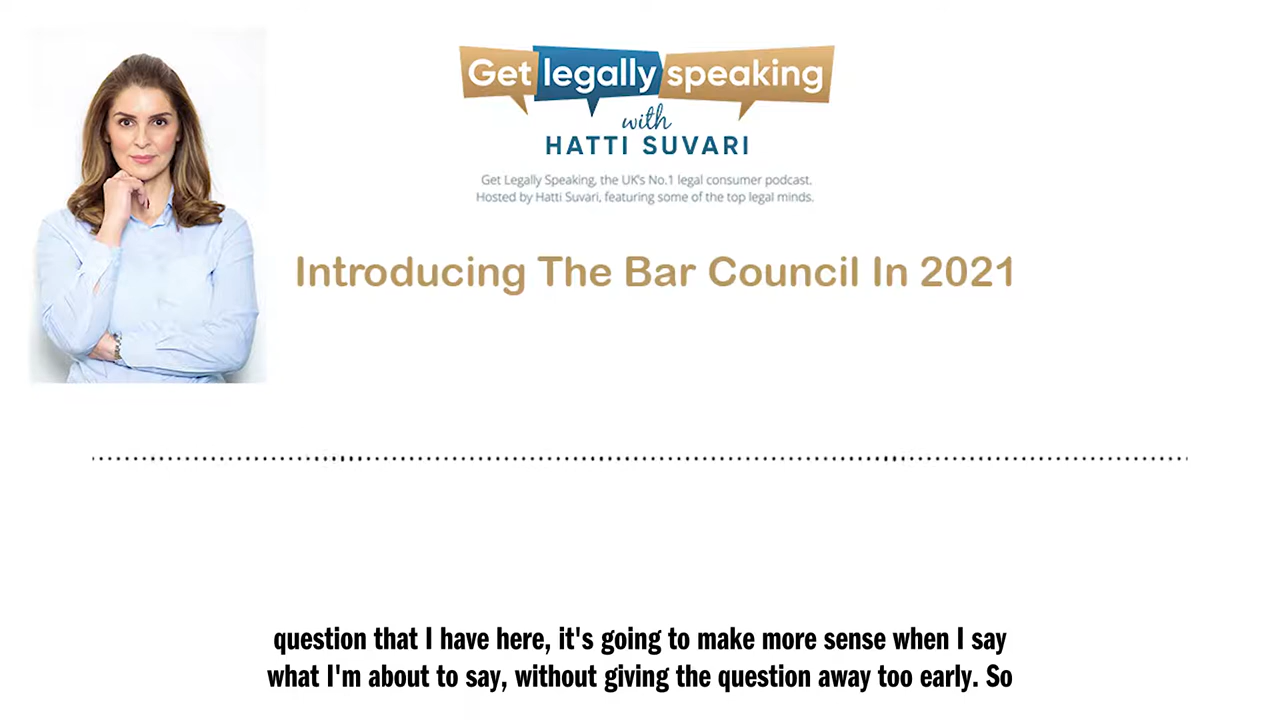 Get legally speaking
with
HATTI SUVARI
Get Legally Speaking, the UK's No.1 legal consumer podcast.
Hosted by Hatti Suvari, featuring some of the top legal minds.
Introducing The Bar Council In 2021
question that I have here, it's going to make more sense when I say
what I'm about to say, without giving the question away too early. So